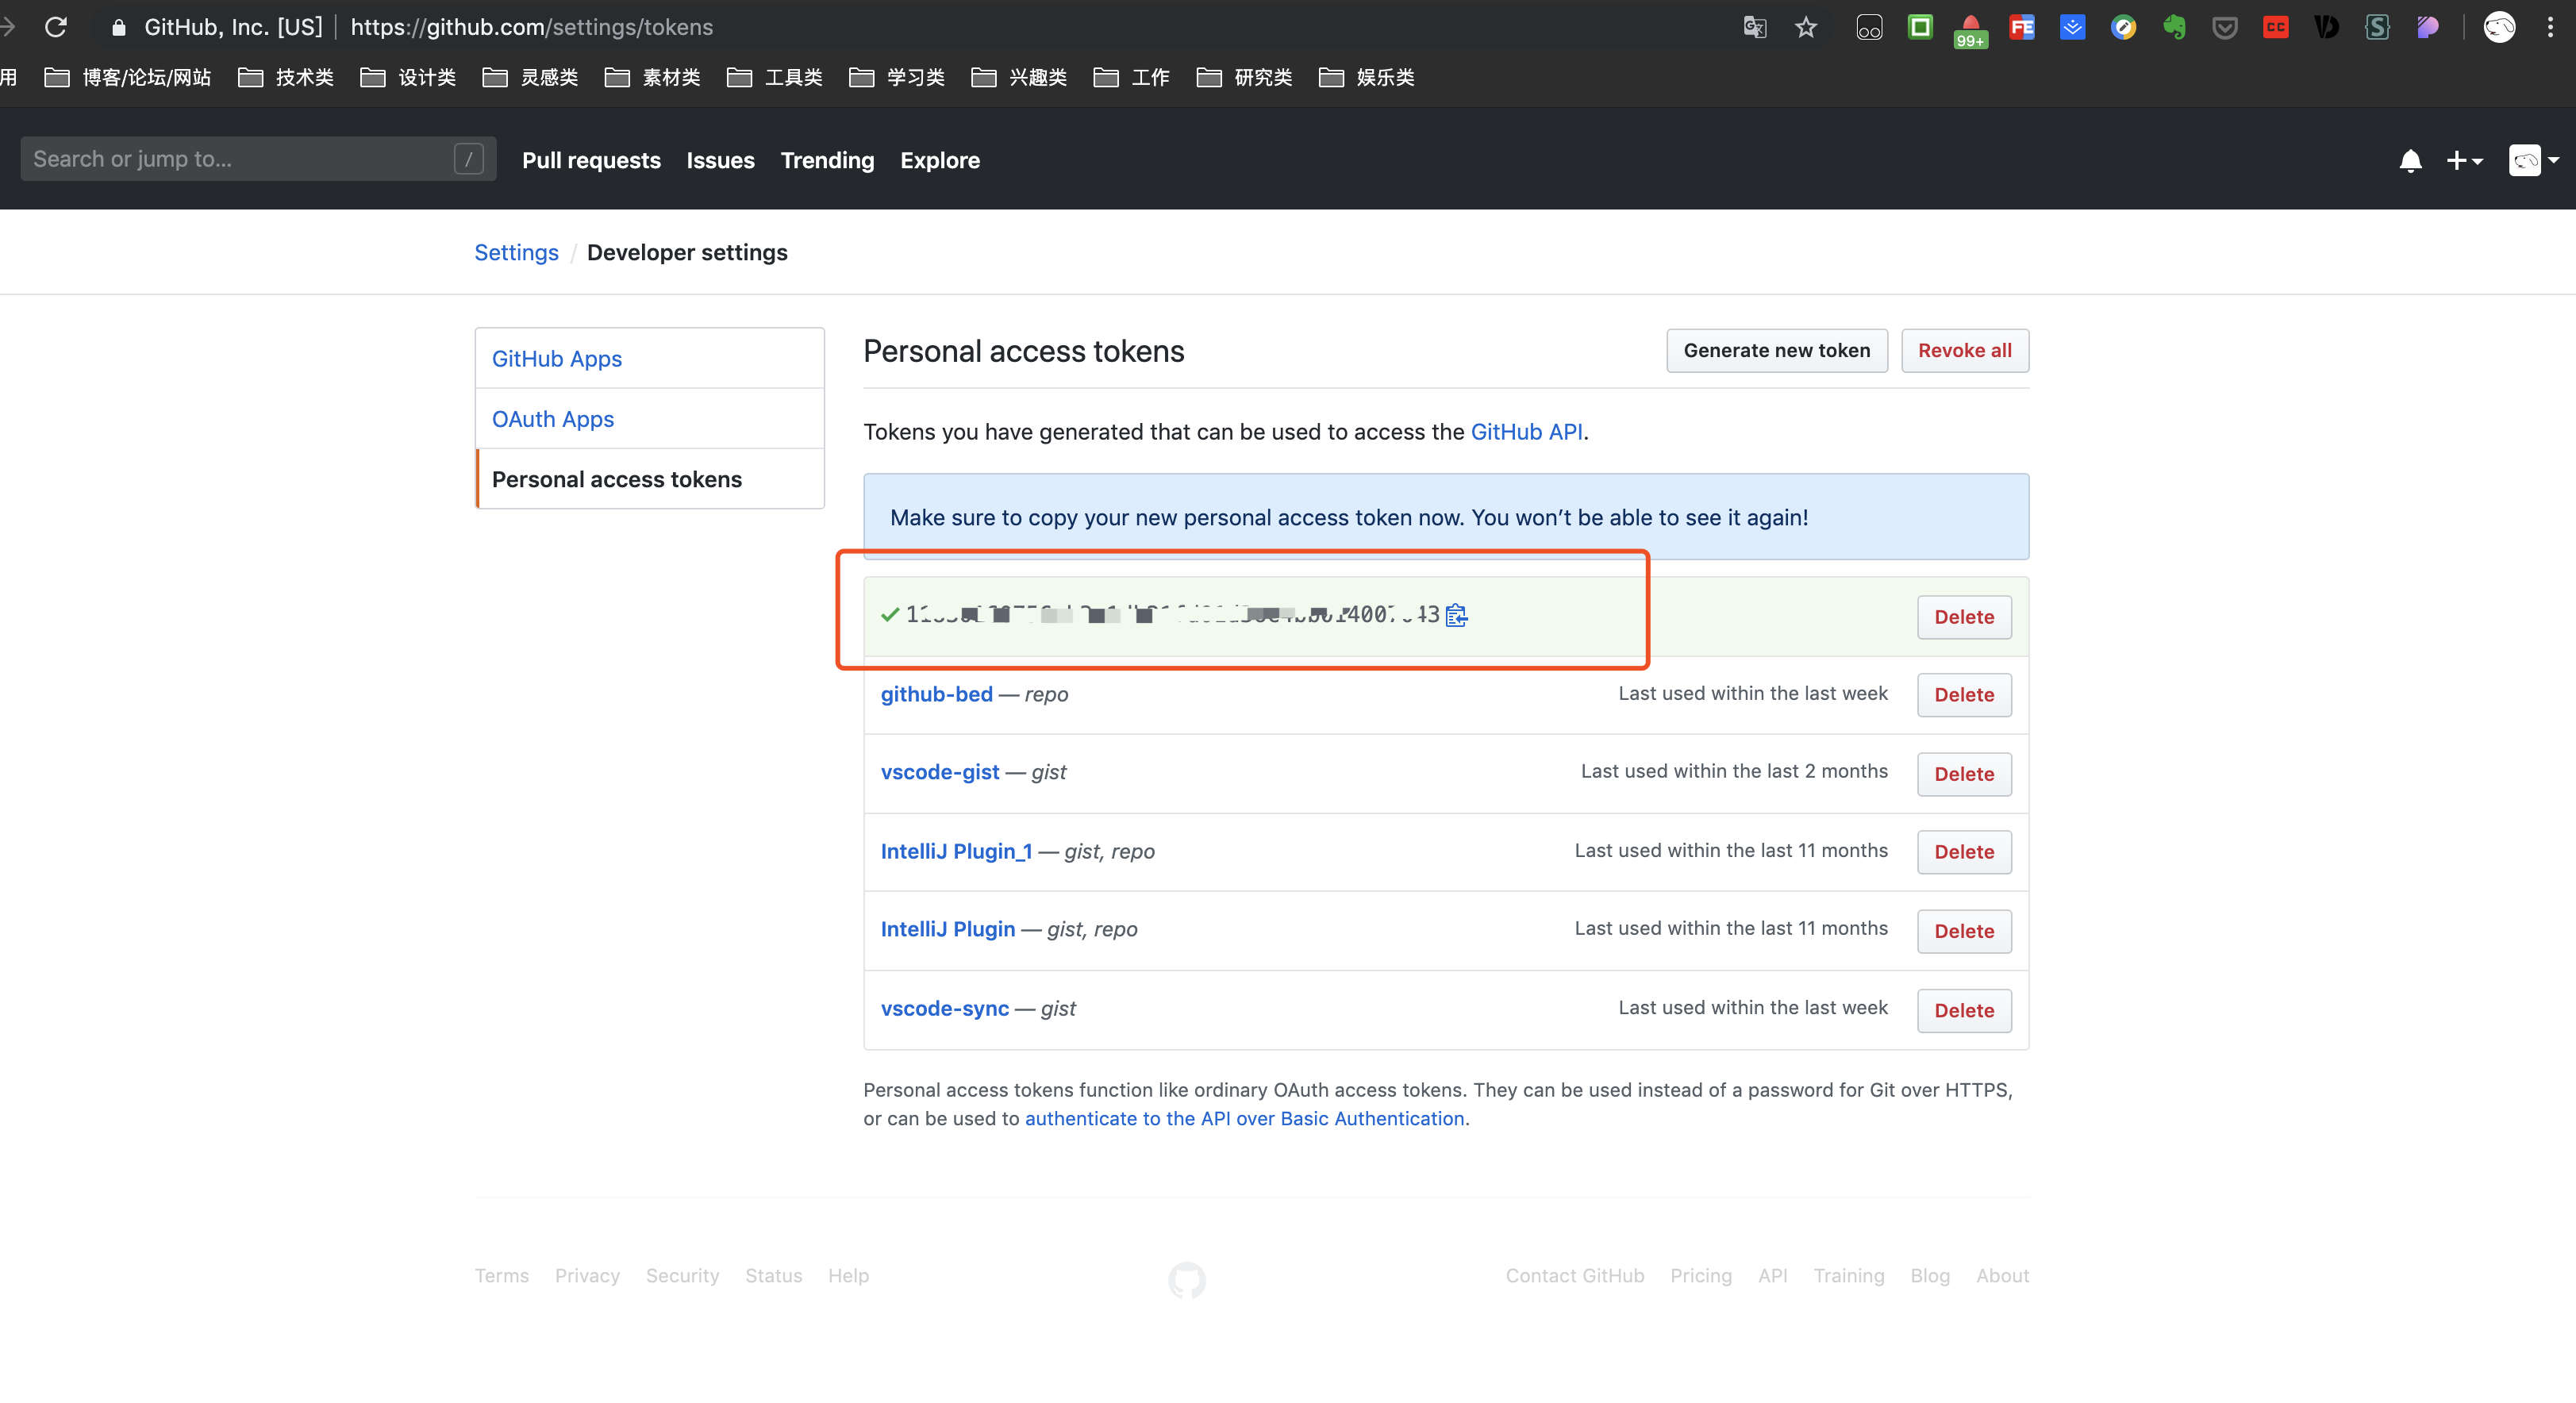 GitHub, Inc. [US] https://github.com/settings/tokens
99+ FE CC
用 博客/论坛/网站 技术类 设计类 灵感类 素材类 工具类 学习类 兴趣类 工作 研究类 娱乐类
Search or jump to... / Pull requests Issues Trending Explore
Settings / Developer settings
GitHub Apps
OAuth Apps
Personal access tokens
Personal access tokens Generate new token Revoke all
Tokens you have generated that can be used to access the GitHub API.
Make sure to copy your new personal access token now. You won’t be able to see it again!
Delete
github-bed — repo Last used within the last week Delete
vscode-gist — gist Last used within the last 2 months Delete
IntelliJ Plugin_1 — gist, repo Last used within the last 11 months Delete
IntelliJ Plugin — gist, repo Last used within the last 11 months Delete
vscode-sync — gist Last used within the last week Delete
Personal access tokens function like ordinary OAuth access tokens. They can be used instead of a password for Git over HTTPS,
or can be used to authenticate to the API over Basic Authentication.
Terms Privacy Security Status Help Contact GitHub Pricing API Training Blog About